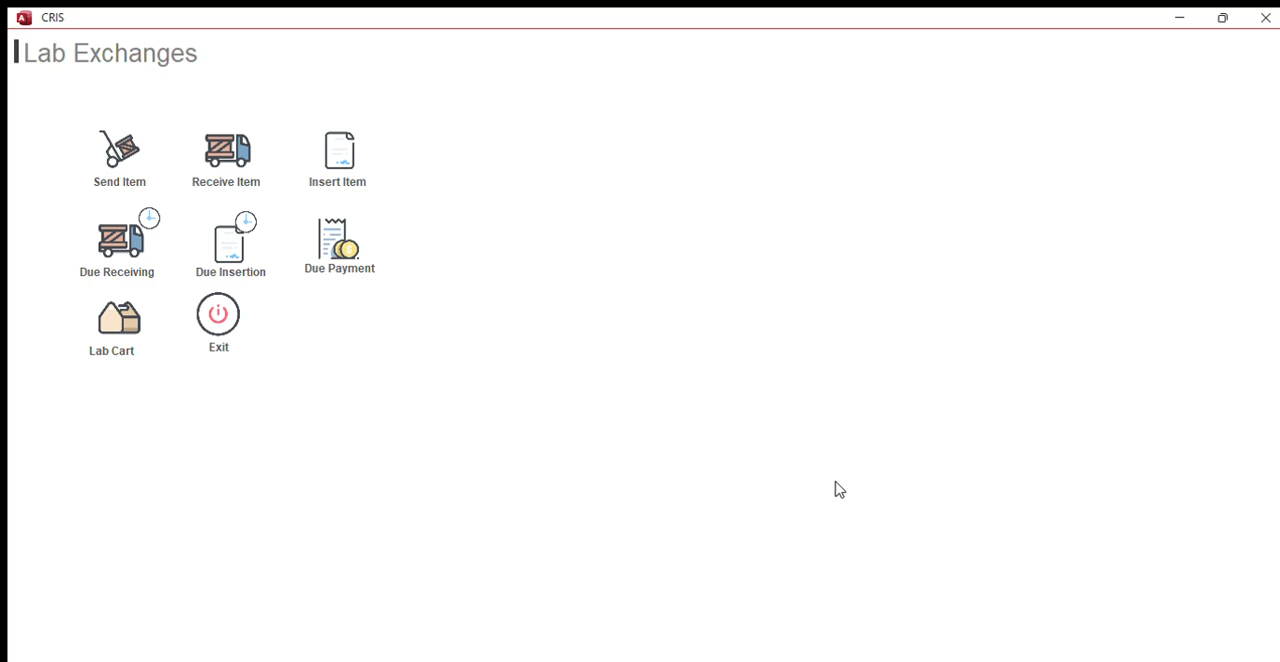 CRIS
Lab Exchanges
Send Item
Receive Item
Insert Item
Due Receiving
Due Insertion
Due Payment
Lab Cart
Exit